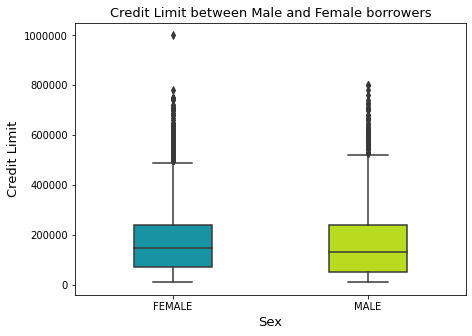 Credit Limit between Male and Female borrowers
1000000
800000
600000
400000
200000
0
Credit Limit
FEMALE
MALE
Sex